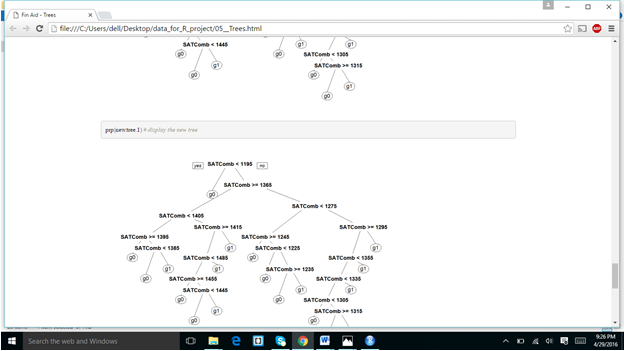 Fin Aid - Trees
file:///C:/Users/dell/Desktop/data_for_R_project/05__Trees.html
SATComb < 1445
g0
g1
g1
g1
SATComb < 1305
g0
SATComb >= 1315
g0
g1
prp(newtree.1) # display the new tree
yes SATComb < 1195 no
g0
SATComb >= 1365
SATComb < 1405
SATComb < 1275
SATComb >= 1395
SATComb >= 1415
SATComb >= 1245
SATComb >= 1295
g0
SATComb < 1385
g1
g0
SATComb < 1225
g1
g0
g1
SATComb < 1485
g1
g0
SATComb >= 1235
SATComb < 1355
g1
SATComb >= 1455
g0
g1
SATComb < 1335
g1
g0
SATComb < 1445
SATComb < 1305
g0
g1
g0
SATComb >= 1315
Search the web and Windows
9:26 PM
4/29/2016